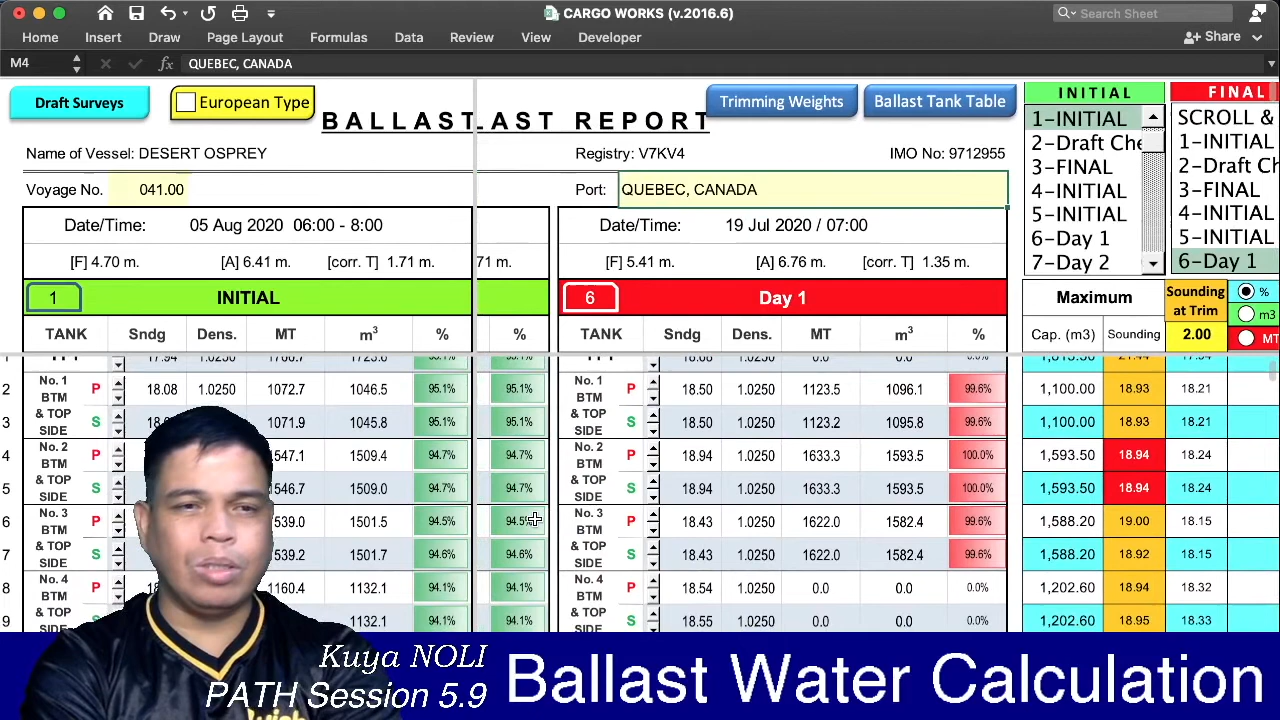 CARGO WORKS (v.2016.6)
Search Sheet
Home Insert Draw Page Layout Formulas Data Review View Developer
Share
M4 fx QUEBEC, CANADA
Draft Surveys
European Type
BALLAST LAST REPORT
Trimming Weights
Ballast Tank Table
INITIAL
FINAL
1-INITIAL
2-Draft Che
3-FINAL
4-INITIAL
5-INITIAL
6-Day 1
7-Day 2
SCROLL &
1-INITIAL
2-Draft Ch
3-FINAL
4-INITIAL
5-INITIAL
6-Day 1
Name of Vessel: DESERT OSPREY Registry: V7KV4 IMO No: 9712955
Voyage No. 041.00 Port: QUEBEC, CANADA
Date/Time: 05 Aug 2020 06:00 - 8:00 Date/Time: 19 Jul 2020 / 07:00
[F] 4.70 m. [A] 6.41 m. [corr. T] 1.71 m. 71 m. [F] 5.41 m. [A] 6.76 m. [corr. T] 1.35 m.
1 INITIAL 6 Day 1
Maximum
Sounding
at Trim
2.00
%
m3
MT
TANK Sndg Dens. MT m³ % % TANK Sndg Dens. MT m³ % Cap. (m3) Sounding
2 No. 1 BTM P 18.08 1.0250 1072.7 1046.5 95.1% 95.1% No. 1 BTM P 18.50 1.0250 1123.5 1096.1 99.6% 1,100.00 18.93 18.21
3 & TOP SIDE S 1.0250 1071.9 1045.8 95.1% 95.1% & TOP SIDE S 18.50 1.0250 1123.2 1095.8 99.6% 1,100.00 18.93 18.21
4 No. 2 BTM P 1547.1 1509.4 94.7% 94.7% No. 2 BTM P 18.94 1.0250 1633.3 1593.5 100.0% 1,593.50 18.94 18.24
5 & TOP SIDE S 1546.7 1509.0 94.7% 94.7% & TOP SIDE S 18.94 1.0250 1633.3 1593.5 100.0% 1,593.50 18.94 18.24
6 No. 3 BTM P 1539.0 1501.5 94.5% 94.5% No. 3 BTM P 18.43 1.0250 1622.0 1582.4 99.6% 1,588.20 19.00 18.15
7 & TOP SIDE S 1539.2 1501.7 94.6% 94.6% & TOP SIDE S 18.43 1.0250 1622.0 1582.4 99.6% 1,588.20 18.92 18.15
8 No. 4 BTM P 1160.4 1132.1 94.1% 94.1% No. 4 BTM P 18.54 1.0250 0.0 0.0 0.0% 1,202.60 18.94 18.32
9 & TOP SIDE S 1132.1 94.1% 94.1% & TOP SIDE S 18.55 1.0250 0.0 0.0 0.0% 1,202.60 18.95 18.33
Kuya NOLI
PATH Session 5.9
Ballast Water Calculation